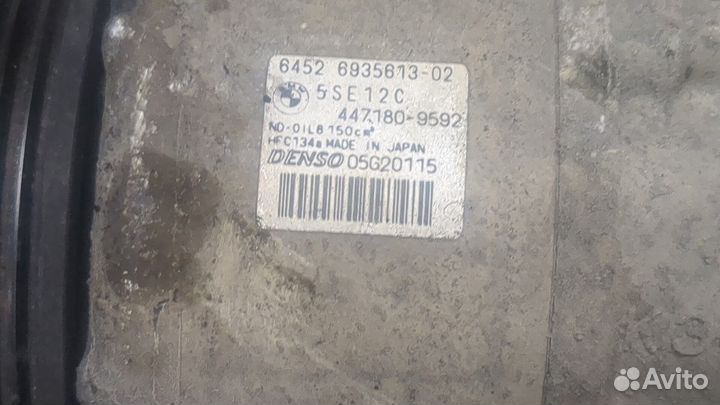 6452 6935613-02
5SE12C
447180-9592
ND-OIL8 150cm³
HFC134a MADE IN JAPAN
DENSO 05G20115
Avito